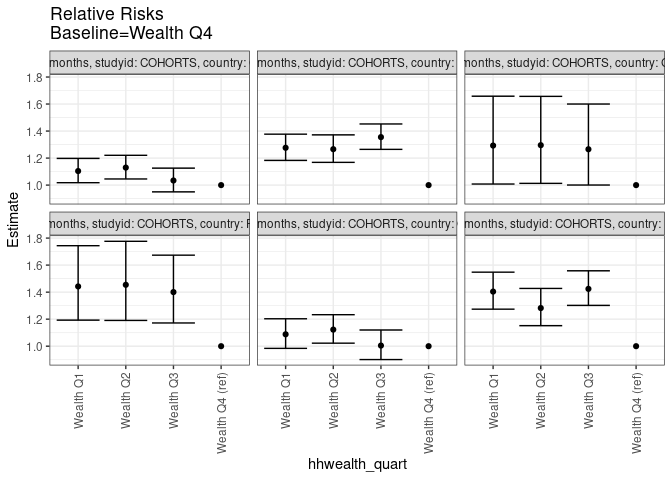 Relative Risks
Baseline=Wealth Q4
months, studyid: COHORTS, country:
months, studyid: COHORTS, country:
months, studyid: COHORTS, country:
1.8
1.6
1.4
1.2
1.0
months, studyid: COHORTS, country:
months, studyid: COHORTS, country:
months, studyid: COHORTS, country:
1.8
1.6
1.4
1.2
1.0
Estimate
Wealth Q1
Wealth Q2
Wealth Q3
Wealth Q4 (ref)
Wealth Q1
Wealth Q2
Wealth Q3
Wealth Q4 (ref)
Wealth Q1
Wealth Q2
Wealth Q3
Wealth Q4 (ref)
hhwealth_quart